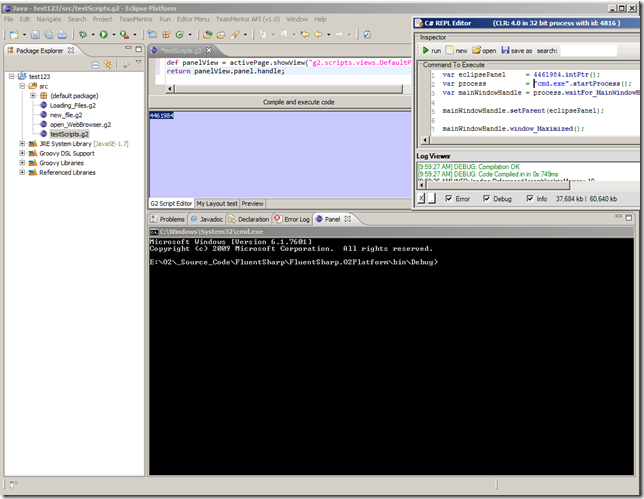 Java - test123/src/testScripts.g2 - Eclipse Platform
File Edit Navigate Search Project TeamMentor Run Editor Menu TeamMentor API (v1.0) Window Help
Package Explorer
test123
src
(default package)
Loading_Files.g2
new_file.g2
open_WebBrowser.g2
testScripts.g2
JRE System Library [JavaSE-1.7]
Groovy DSL Support
Groovy Libraries
Referenced Libraries
*testScripts.g2
def panelView = activePage.showView("g2.scripts.views.DefaultP
return panelView.panel.handle;
Compile and execute code
4461984
G2 Script Editor My Layout test Preview
C# REPL Editor (CLR: 4.0 in 32 bit process with id: 4816 )
Inspector
run new open save as search:
Command To Execute
1 var eclipsePanel = 4461984.intPtr();
2 var process = "cmd.exe".startProcess();
3 var mainWindowHandle = process.waitFor_MainWindowH
4
5 mainWindowHandle.setParent(eclipsePanel);
6
7 mainWindowHandle.window_Maximized();
Log Viewer
[9:59:27 AM] DEBUG: Compilation OK
[9:59:27 AM] DEBUG: Code Compiled in in 0s:749ms
X Error Debug Info 37,684 kb | 60,640 kb
Problems Javadoc Declaration Error Log Panel
C:\Windows\System32\cmd.exe
Microsoft Windows [Version 6.1.7601]
Copyright (c) 2009 Microsoft Corporation. All rights reserved.
E:\O2\_Source_Code\FluentSharp\FluentSharp.O2Platform\bin\Debug>